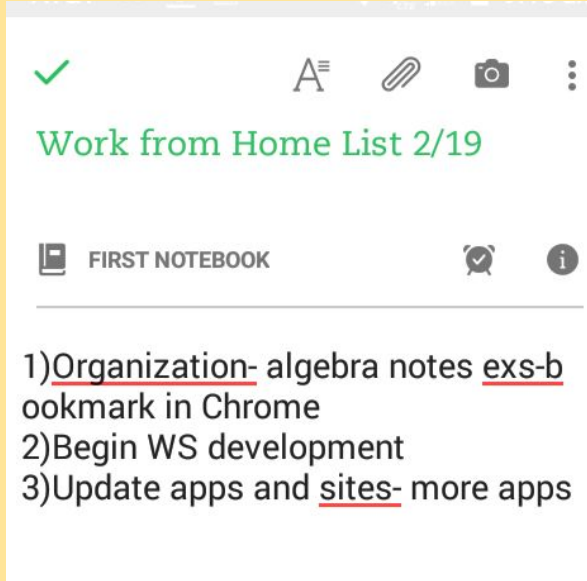 Work from Home List 2/19
FIRST NOTEBOOK
1)Organization- algebra notes exs-b
ookmark in Chrome
2)Begin WS development
3)Update apps and sites- more apps